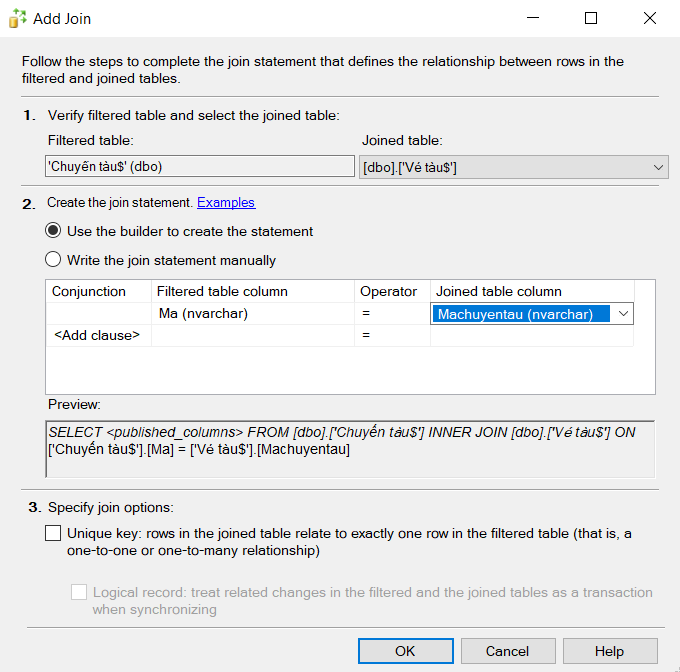 Add Join
Follow the steps to complete the join statement that defines the relationship between rows in the
filtered and joined tables.
1. Verify filtered table and select the joined table:
Filtered table: Joined table:
'Chuyến tàu$' (dbo) [dbo].['Vé tàu$']
2. Create the join statement. Examples
Use the builder to create the statement
Write the join statement manually
Conjunction Filtered table column Operator Joined table column
Ma (nvarchar) = Machuyentau (nvarchar)
<Add clause> =
Preview:
SELECT <published_columns> FROM [dbo].['Chuyến tàu$'] INNER JOIN [dbo].['Vé tàu$'] ON
['Chuyến tàu$'].[Ma] = ['Vé tàu$'].[Machuyentau]
3. Specify join options:
Unique key: rows in the joined table relate to exactly one row in the filtered table (that is, a
one-to-one or one-to-many relationship)
Logical record: treat related changes in the filtered and the joined tables as a transaction
when synchronizing
OK Cancel Help